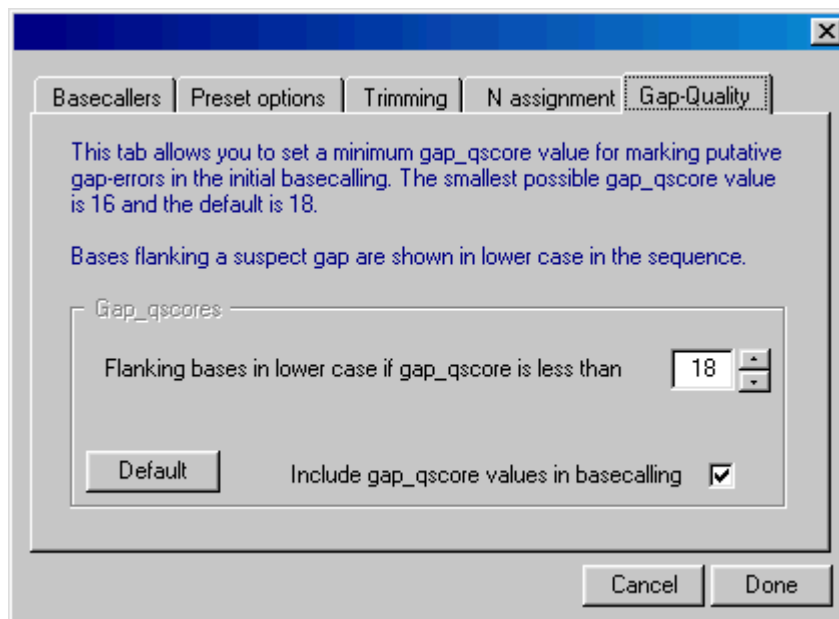 Basecallers Preset options Trimming N assignment Gap-Quality
This tab allows you to set a minimum gap_qscore value for marking putative
gap-errors in the initial basecalling. The smallest possible gap_qscore value
is 16 and the default is 18.
Bases flanking a suspect gap are shown in lower case in the sequence.
Gap_qscores
Flanking bases in lower case if gap_qscore is less than 18
Default Include gap_qscore values in basecalling
Cancel Done